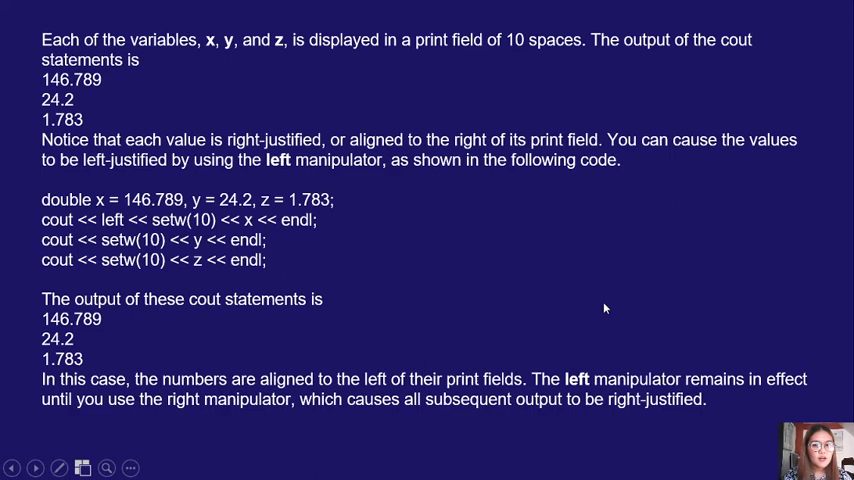 Each of the variables, x, y, and z, is displayed in a print field of 10 spaces. The output of the cout
statements is
146.789
24.2
1.783
Notice that each value is right-justified, or aligned to the right of its print field. You can cause the values
to be left-justified by using the left manipulator, as shown in the following code.
double x = 146.789, y = 24.2, z = 1.783;
cout << left << setw(10) << x << endl;
cout << setw(10) << y << endl;
cout << setw(10) << z << endl;
The output of these cout statements is
146.789
24.2
1.783
In this case, the numbers are aligned to the left of their print fields. The left manipulator remains in effect
until you use the right manipulator, which causes all subsequent output to be right-justified.